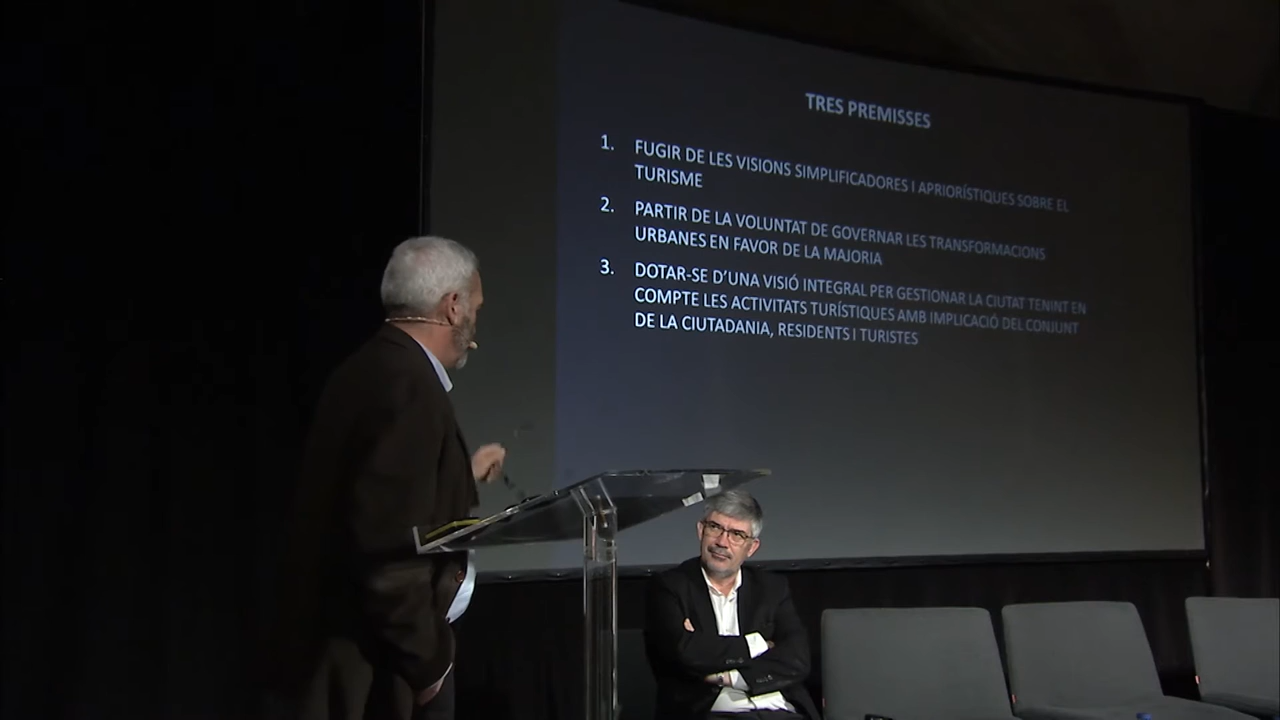 TRES PREMISSES
1. FUGIR DE LES VISIONS SIMPLIFICADORES I APRIORÍSTIQUES SOBRE EL
TURISME
2. PARTIR DE LA VOLUNTAT DE GOVERNAR LES TRANSFORMACIONS
URBANES EN FAVOR DE LA MAJORIA
3. DOTAR-SE D'UNA VISIÓ INTEGRAL PER GESTIONAR LA CIUTAT TENINT EN
COMPTE LES ACTIVITATS TURÍSTIQUES AMB IMPLICACIÓ DEL CONJUNT
DE LA CIUTADANIA, RESIDENTS I TURISTES